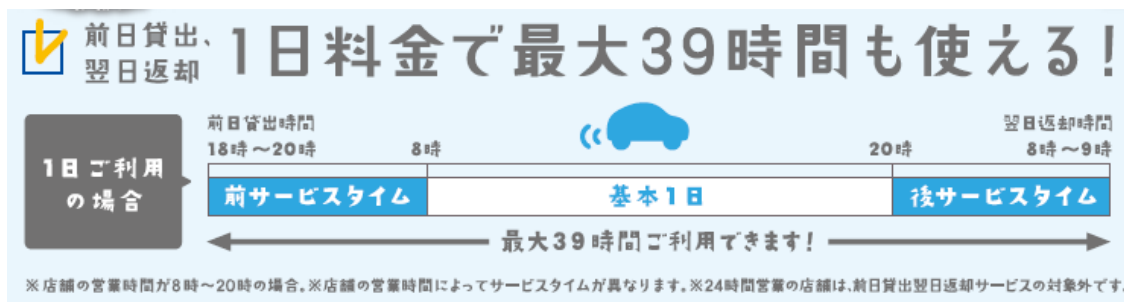 前日貸出、
翌日返却
1日料金で最大39時間も使える!
1日ご利用
の場合
前日貸出時間
18時〜20時
8時
20時
翌日返却時間
8時〜9時
前サービスタイム
基本1日
後サービスタイム
最大39時間ご利用できます!
※店舗の営業時間が8時〜20時の場合。※店舗の営業時間によってサービスタイムが異なります。※24時間営業の店舗は、前日貸出翌日返却サービスの対象外です。